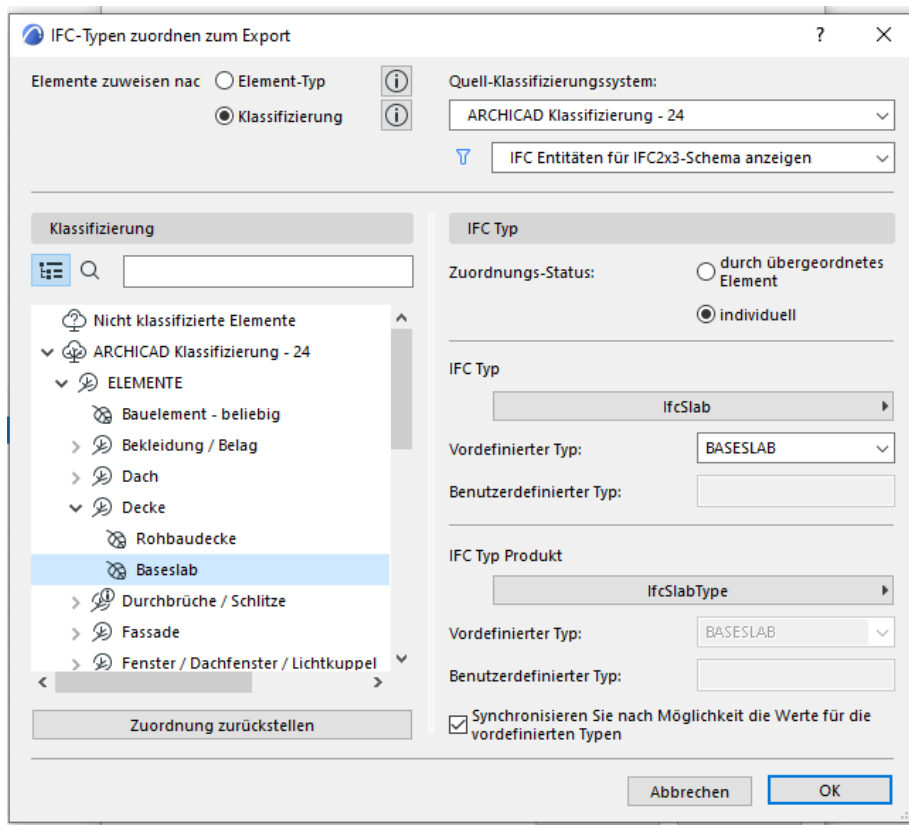 IFC-Typen zuordnen zum Export
?
Elemente zuweisen nac
Element-Typ
Klassifizierung
Quell-Klassifizierungssystem:
ARCHICAD Klassifizierung - 24
IFC Entitäten für IFC2x3-Schema anzeigen
Klassifizierung
Nicht klassifizierte Elemente
ARCHICAD Klassifizierung - 24
ELEMENTE
Bauelement - beliebig
Bekleidung / Belag
Dach
Decke
Rohbaudecke
Baseslab
Durchbrüche / Schlitze
Fassade
Fenster / Dachfenster / Lichtkuppel
Zuordnung zurückstellen
IFC Typ
Zuordnungs-Status:
durch übergeordnetes
Element
individuell
IFC Typ
IfcSlab
Vordefinierter Typ:
BASESLAB
Benutzerdefinierter Typ:
IFC Typ Produkt
IfcSlabType
Vordefinierter Typ:
BASESLAB
Benutzerdefinierter Typ:
Synchronisieren Sie nach Möglichkeit die Werte für die
vordefinierten Typen
Abbrechen
OK